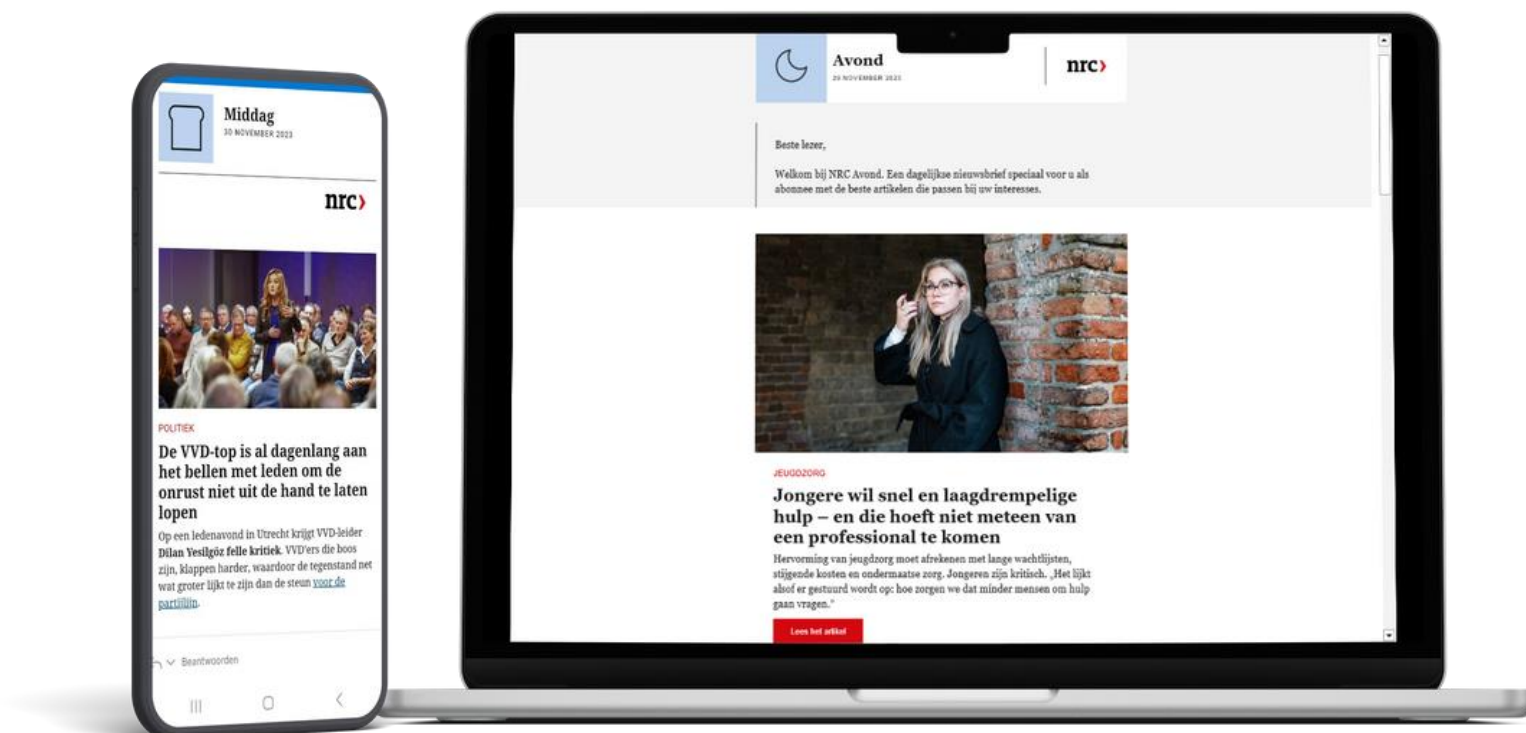 Middag
30 NOVEMBER 2023
nrc›
POLITIEK
De VVD-top is al dagenlang aan
het bellen met leden om de
onrust niet uit de hand te laten
lopen
Op een ledenavond in Utrecht krijgt VVD-leider
Dilan Yesilgöz felle kritiek. VVD'ers die boos
zijn, klappen harder, waardoor de tegenstand net
wat groter lijkt te zijn dan de steun voor de
partijlijn.
Beantwoorden
Avond
29 NOVEMBER 2023
nrc›
Beste lezer,
Welkom bij NRC Avond. Een dagelijkse nieuwsbrief speciaal voor u als
abonnee met de beste artikelen die passen bij uw interesses.
JEUGDZORG
Jongere wil snel en laagdrempelige
hulp – en die hoeft niet meteen van
een professional te komen
Hervorming van jeugdzorg moet afrekenen met lange wachtlijsten,
stijgende kosten en ondermaatse zorg. Jongeren zijn kritisch. „Het lijkt
alsof er gestuurd wordt op: hoe zorgen we dat minder mensen om hulp
gaan vragen.”
Lees het artikel